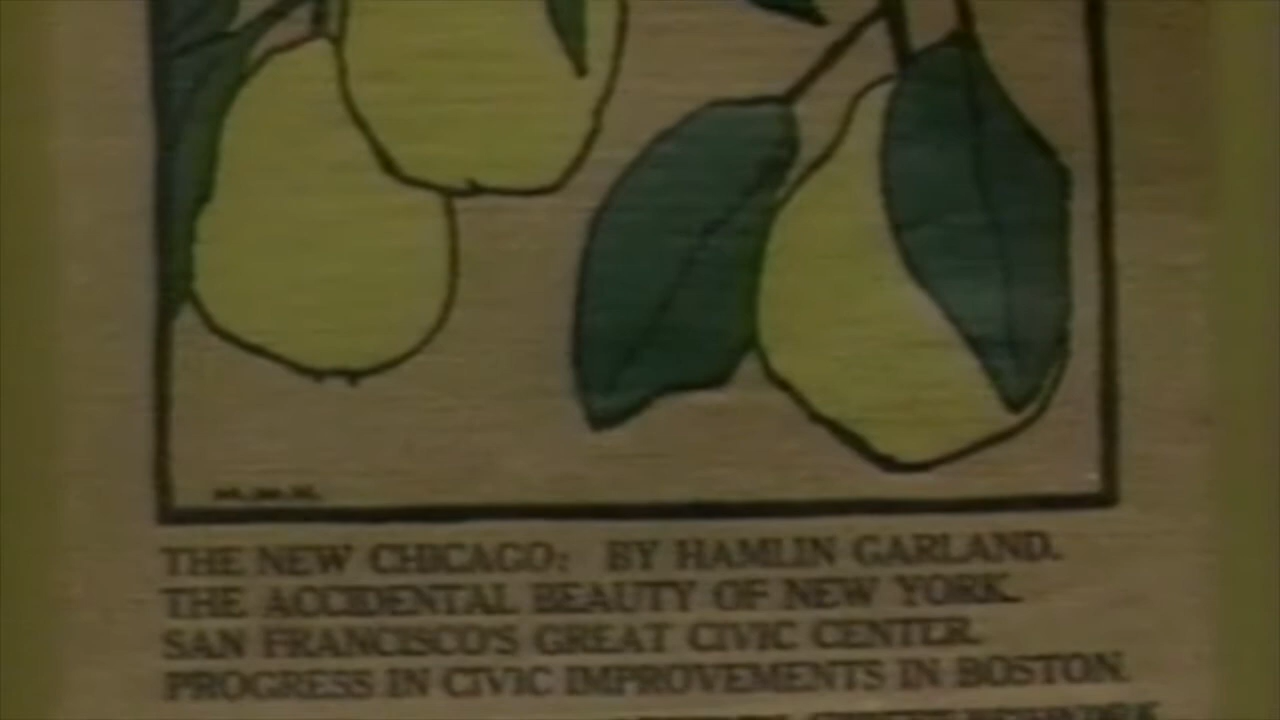 THE NEW CHICAGO: BY HAMLIN GARLAND.
THE ACCIDENTAL BEAUTY OF NEW YORK.
SAN FRANCISCO'S GREAT CIVIC CENTER.
PROGRESS IN CIVIC IMPROVEMENTS IN BOSTON.